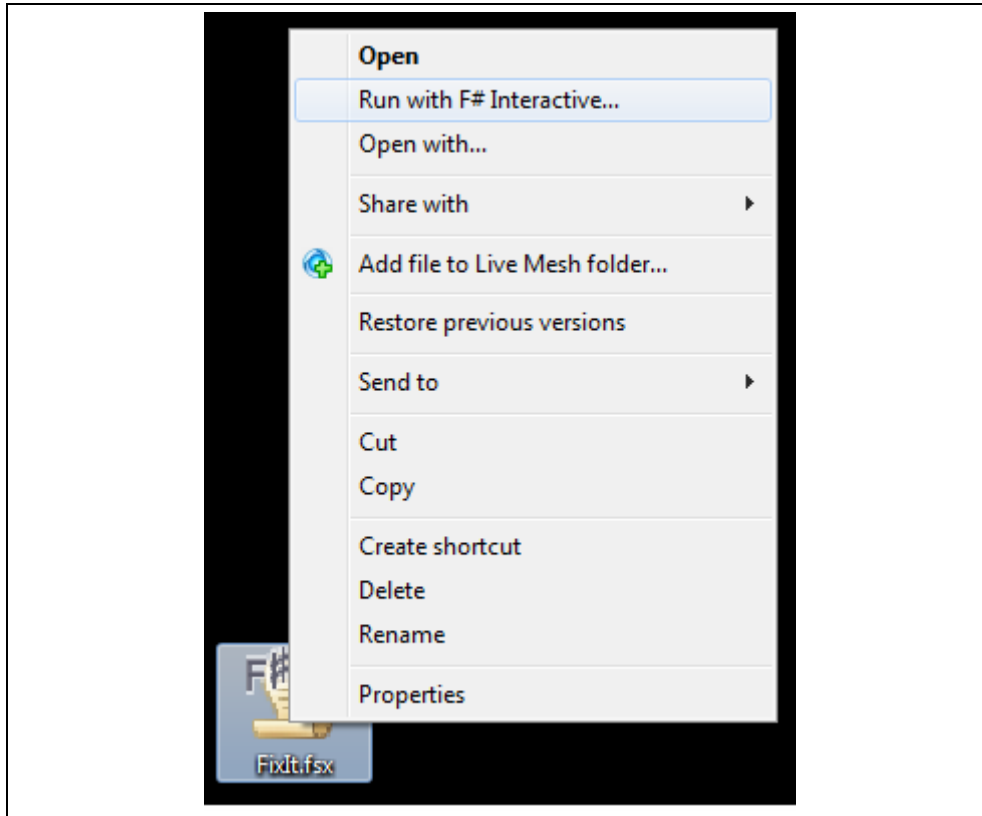 Open
Run with F# Interactive...
Open with...
Share with
Add file to Live Mesh folder...
Restore previous versions
Send to
Cut
Copy
Create shortcut
Delete
Rename
Properties
F#
FixIt.fsx